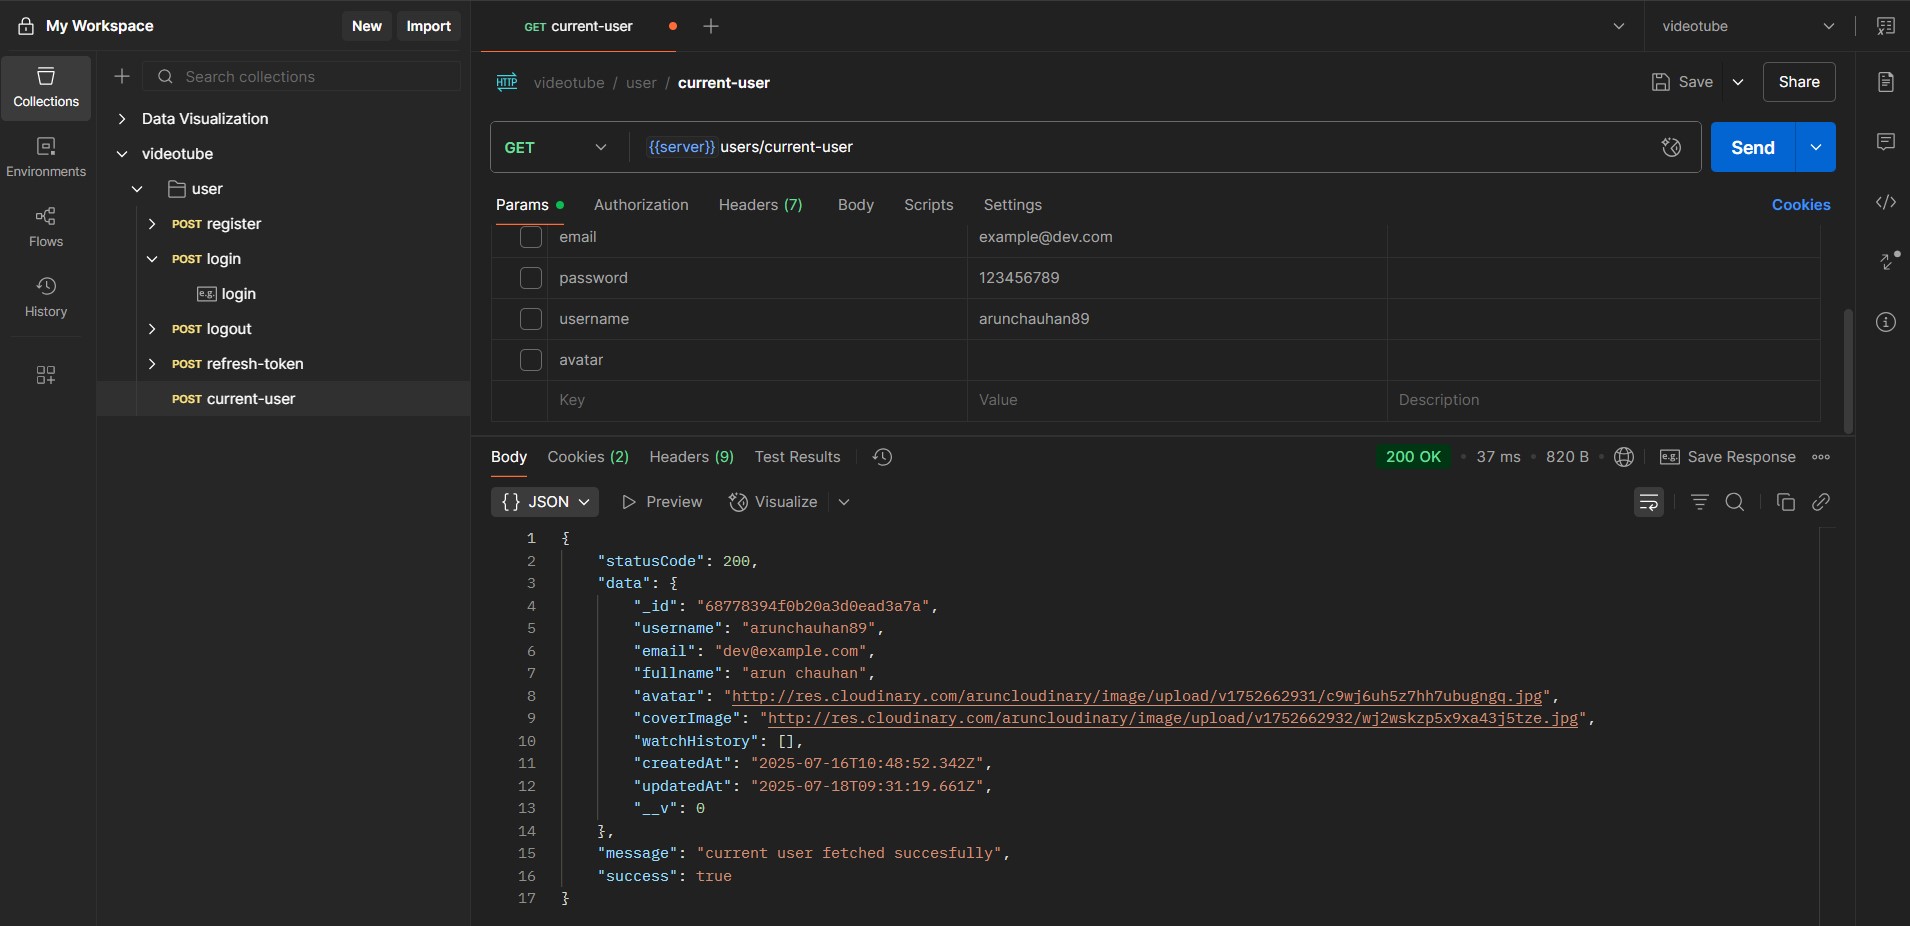 My Workspace
New
Import
GET current-user
videotube
Collections
Environments
Flows
History
Search collections
Data Visualization
videotube
user
POST register
POST login
e.g. login
POST logout
POST refresh-token
POST current-user
HTTP videotube / user / current-user
Save
Share
GET
{{server}} users/current-user
Send
Params
Authorization
Headers (7)
Body
Scripts
Settings
Cookies
email example@dev.com
password 123456789
username arunchauhan89
avatar
Key Value Description
Body
Cookies (2)
Headers (9)
Test Results
200 OK
37 ms
820 B
e.g. Save Response
{} JSON
Preview
Visualize
1 {
2 "statusCode": 200,
3 "data": {
4 "_id": "68778394f0b20a3d0ead3a7a",
5 "username": "arunchauhan89",
6 "email": "dev@example.com",
7 "fullname": "arun chauhan",
8 "avatar": "http://res.cloudinary.com/aruncloudinary/image/upload/v1752662931/c9wj6uh5z7hh7ubugngq.jpg",
9 "coverImage": "http://res.cloudinary.com/aruncloudinary/image/upload/v1752662932/wj2wskzp5x9xa43j5tze.jpg",
10 "watchHistory": [],
11 "createdAt": "2025-07-16T10:48:52.342Z",
12 "updatedAt": "2025-07-18T09:31:19.661Z",
13 "__v": 0
14 },
15 "message": "current user fetched succesfully",
16 "success": true
17 }